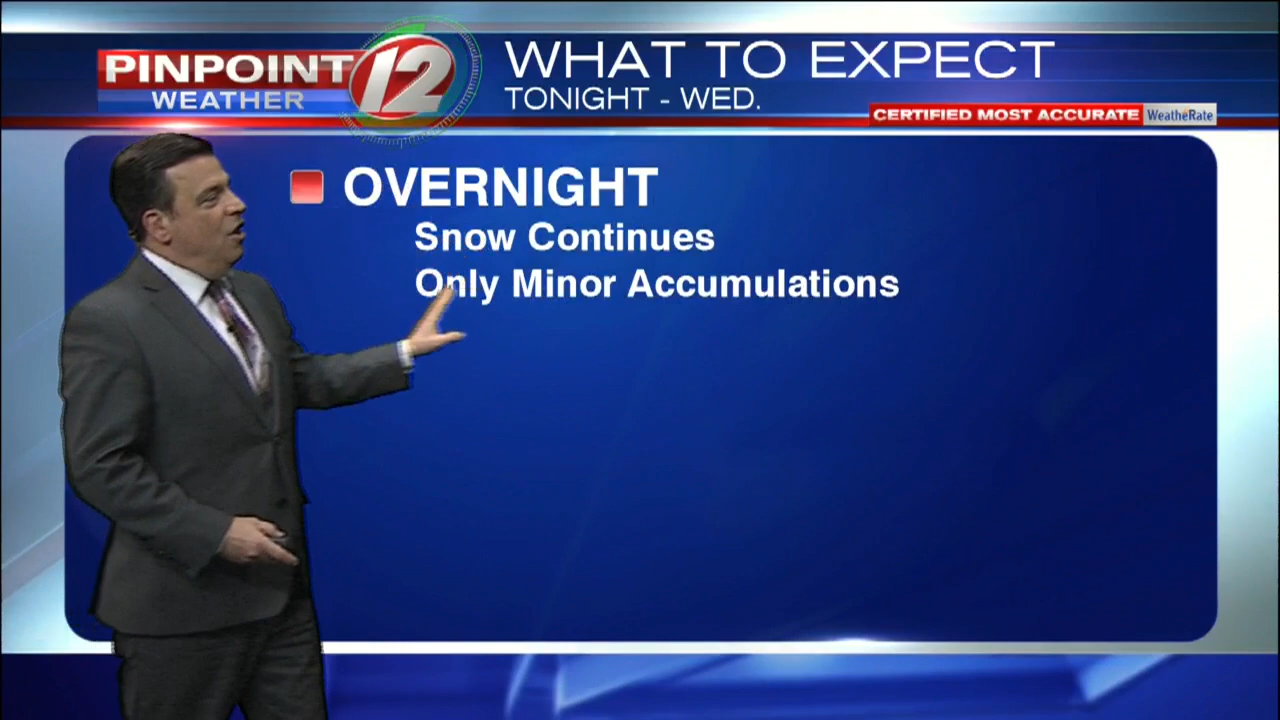 PINPOINT
WEATHER
12
WHAT TO EXPECT
TONIGHT - WED.
CERTIFIED MOST ACCURATE WeatheRate
OVERNIGHT
Snow Continues
Only Minor Accumulations